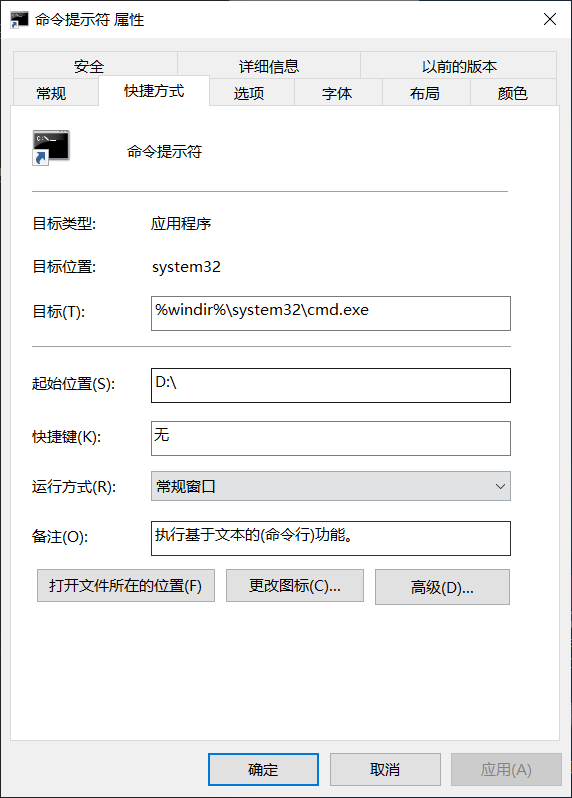 命令提示符 属性
安全 详细信息 以前的版本
常规 快捷方式 选项 字体 布局 颜色
命令提示符
目标类型: 应用程序
目标位置: system32
目标(T): %windir%\system32\cmd.exe
起始位置(S): D:\
快捷键(K): 无
运行方式(R): 常规窗口
备注(O): 执行基于文本的(命令行)功能。
打开文件所在的位置(F) 更改图标(C)... 高级(D)...
确定 取消 应用(A)